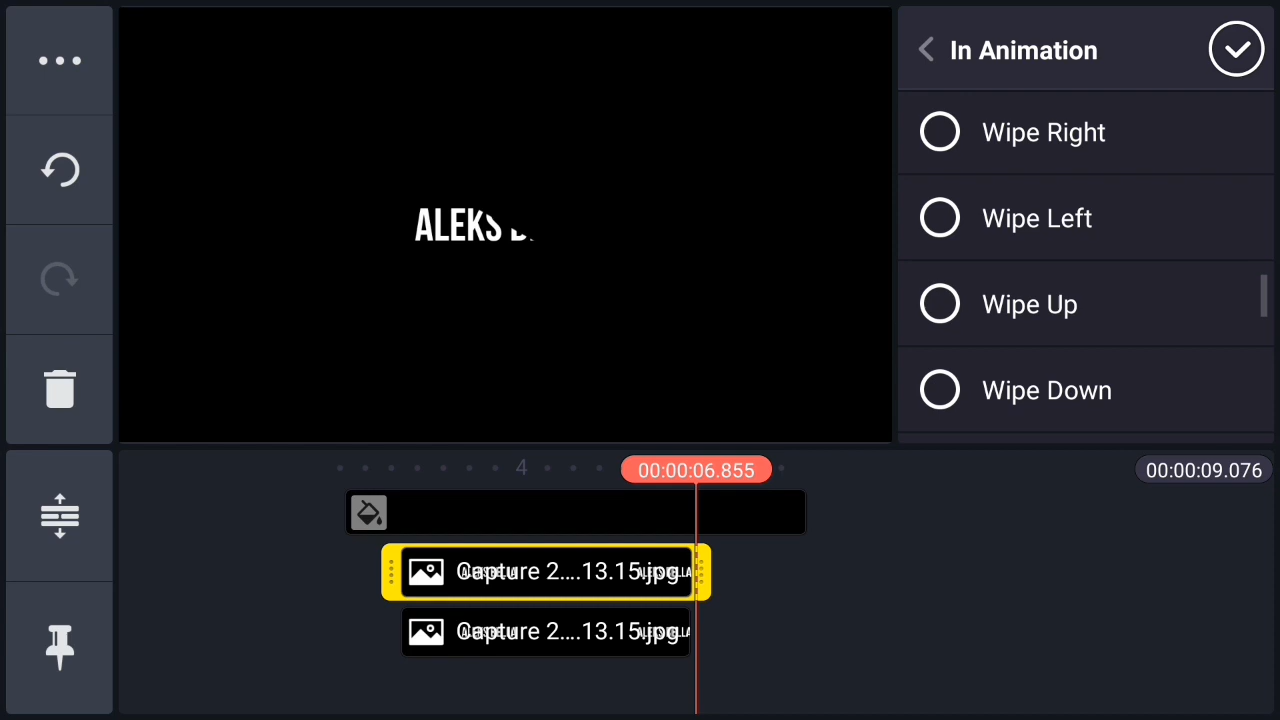 In Animation
Wipe Right
ALEKS
Wipe Left
Wipe Up
Wipe Down
4
00:00:06.855
00:00:09.076
Capture 2....13.15.jpg
Capture 2....13.15.jpg